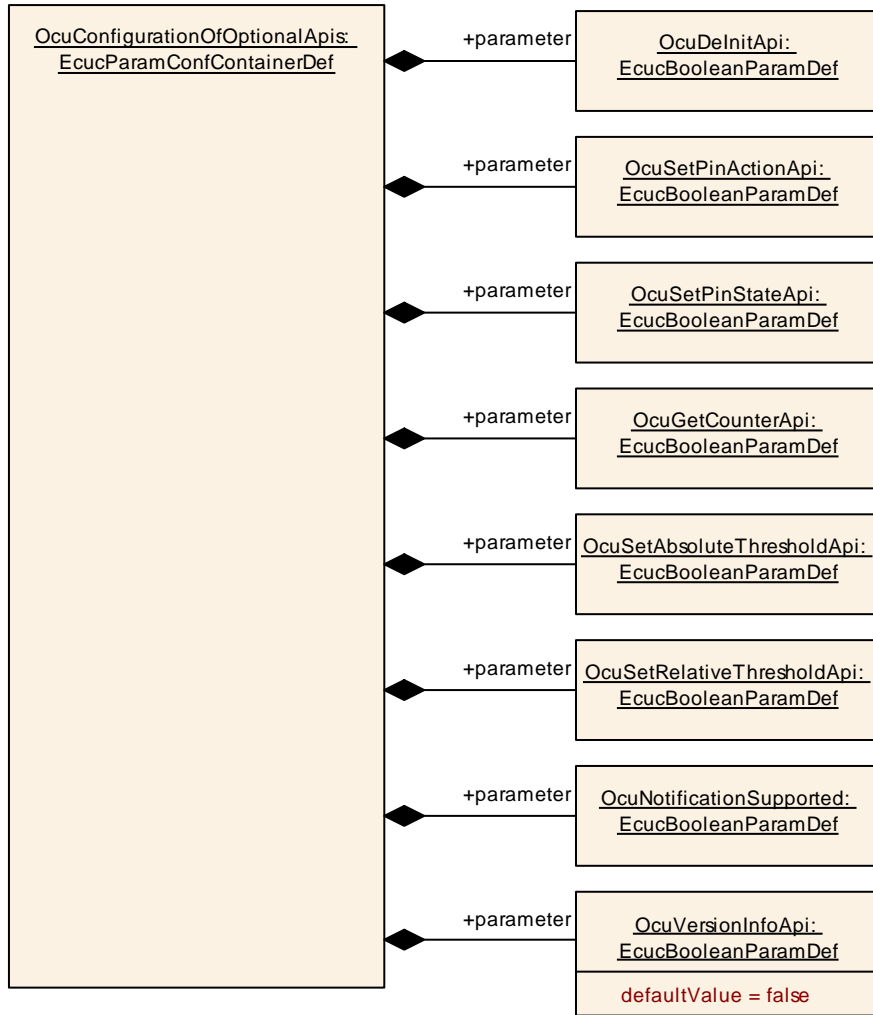 OcuConfigurationOfOptionalApis:
EcucParamConfContainerDef
+parameter
OcuDeInitApi:
EcucBooleanParamDef
+parameter
OcuSetPinActionApi:
EcucBooleanParamDef
+parameter
OcuSetPinStateApi:
EcucBooleanParamDef
+parameter
OcuGetCounterApi:
EcucBooleanParamDef
+parameter
OcuSetAbsoluteThresholdApi:
EcucBooleanParamDef
+parameter
OcuSetRelativeThresholdApi:
EcucBooleanParamDef
+parameter
OcuNotificationSupported:
EcucBooleanParamDef
+parameter
OcuVersionInfoApi:
EcucBooleanParamDef
defaultValue = false